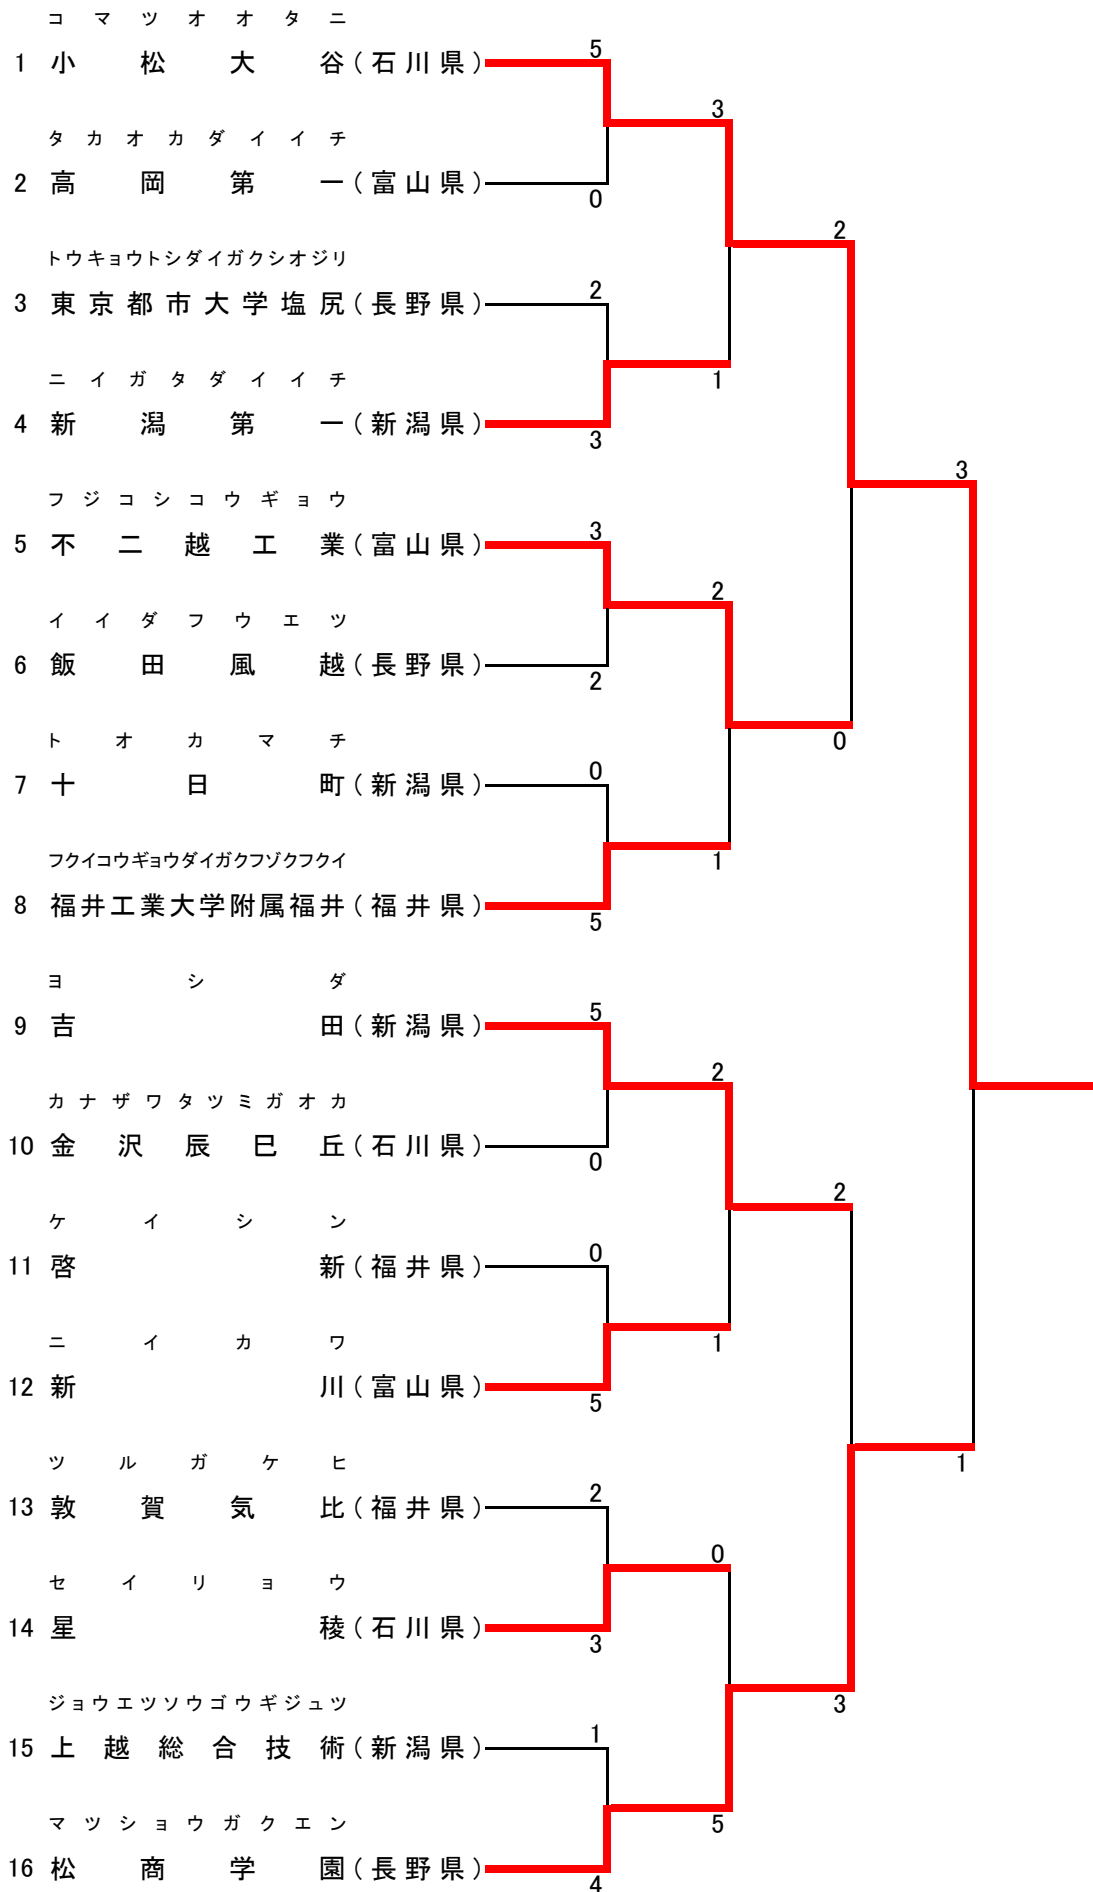 コマツオオタニ
1 小松大谷(石川県) 5
3
タカオカダイイチ
2 高岡第一(富山県) 0
2
トウキョウトシダイガクシオジリ
3 東京都市大学塩尻(長野県) 2
ニイガタダイイチ 1
4 新潟第一(新潟県) 3
3
フジコシコウギョウ
5 不二越工業(富山県) 3
2
イイダフウエツ
6 飯田風越(長野県) 2
トオカマチ 0
7 十日町(新潟県) 0
フクイコウギョウダイガクフゾクフクイ 1
8 福井工業大学附属福井(福井県) 5
ヨシダ
9 吉田(新潟県) 5
2
カナザワタツミガオカ
10 金沢辰巳丘(石川県) 0
2
ケイシン
11 啓新(福井県) 0
ニイカワ 1
12 新川(富山県) 5
ツルガケヒ 1
13 敦賀気比(福井県) 2
0
セイリョウ
14 星稜(石川県) 3
ジョウエツソウゴウギジュツ 3
15 上越総合技術(新潟県) 1
マツショウガクエン 5
16 松商学園(長野県) 4